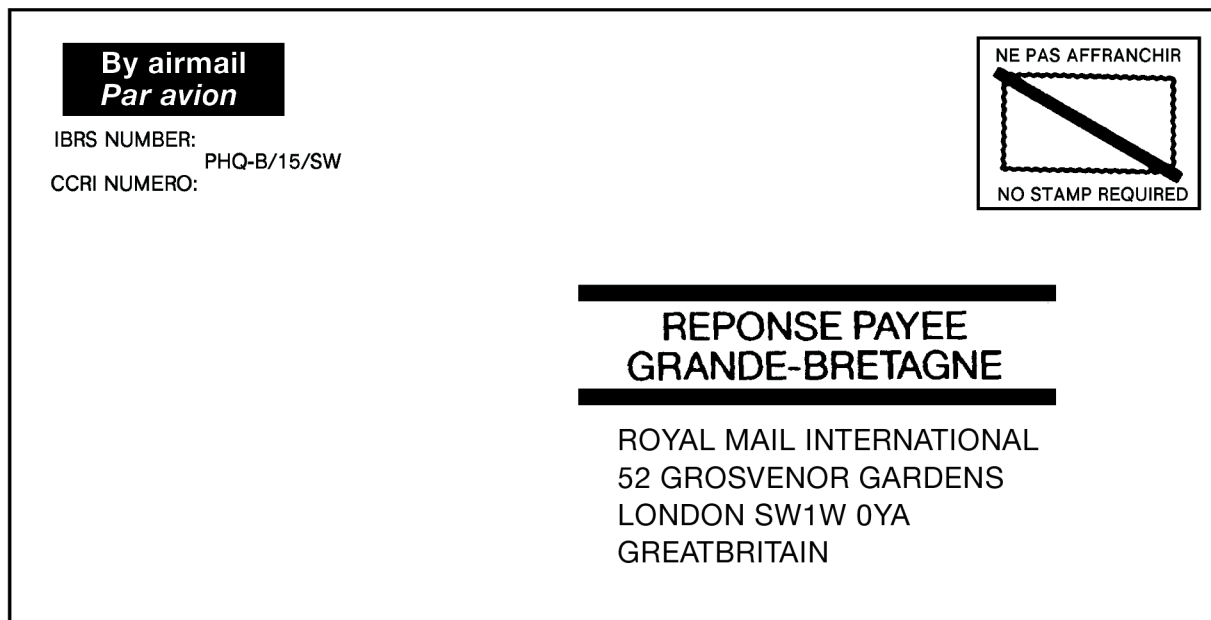 By airmail
Par avion
IBRS NUMBER:
PHQ-B/15/SW
CCRI NUMERO:
NE PAS AFFRANCHIR
NO STAMP REQUIRED
REPONSE PAYEE
GRANDE-BRETAGNE
ROYAL MAIL INTERNATIONAL
52 GROSVENOR GARDENS
LONDON SW1W 0YA
GREATBRITAIN